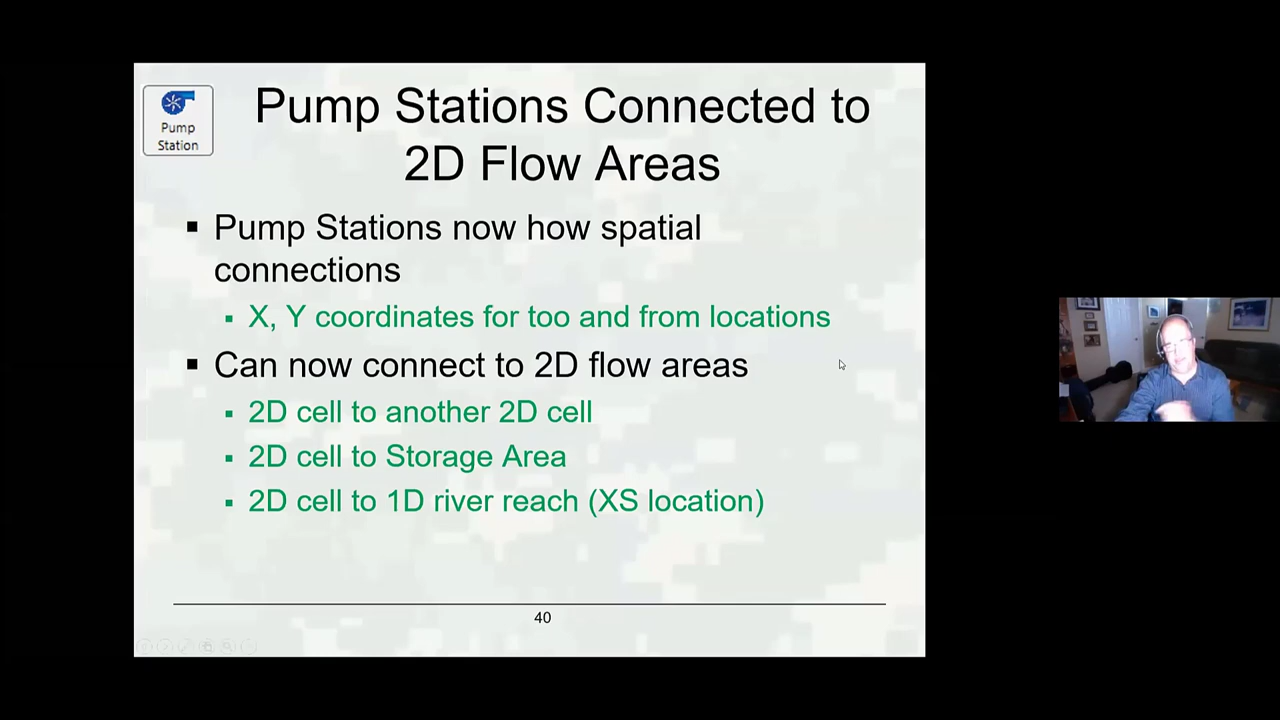 Pump
Station
Pump Stations Connected to
2D Flow Areas
▪ Pump Stations now how spatial
connections
▪ X, Y coordinates for too and from locations
▪ Can now connect to 2D flow areas
▪ 2D cell to another 2D cell
▪ 2D cell to Storage Area
▪ 2D cell to 1D river reach (XS location)
40